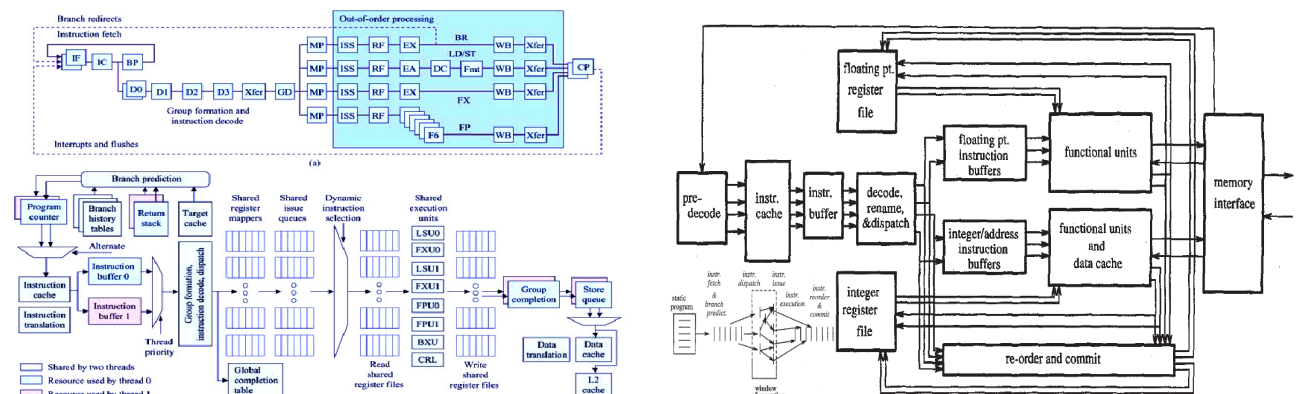 Branch redirects
Out-of-order processing
Instruction fetch
IF
IC
BP
MP
ISS
RF
EX
BR
WB
Xfer
LD/ST
MP
ISS
RF
EA
DC
Fmt
WB
Xfer
CP
D0
D1
D2
D3
Xfer
GD
MP
ISS
RF
EX
FX
WB
Xfer
Group formation and
instruction decode
MP
ISS
RF
F6
FP
WB
Xfer
Interrupts and flushes
(a)
Branch prediction
Program
counter
Branch
history
tables
Return
stack
Target
cache
Shared
register
mappers
Shared
issue
queues
Dynamic
instruction
selection
Shared
execution
units
Alternate
Instruction
cache
Instruction
translation
Instruction
buffer 0
Instruction
buffer 1
Thread
priority
Group formation,
instruction decode, dispatch
LSU0
FXU0
LSU1
FXU1
FPU0
FPU1
BXU
CRL
Group
completion
Store
queue
Data
translation
Data
cache
L2
cache
Read
shared
register files
Write
shared
register files
Global
completion
table
Shared by two threads
Resource used by thread 0
Resource used by thread 1
floating pt.
register
file
floating pt.
instruction
buffers
functional units
memory
interface
pre-
decode
instr.
cache
instr.
buffer
decode,
rename,
&dispatch
integer/address
instruction
buffers
functional units
and
data cache
integer
register
file
re-order and commit
static
program
instr.
fetch
&
branch
predict.
instr.
dispatch
instr.
issue
instr.
execution
instr.
reorder
&
commit
window